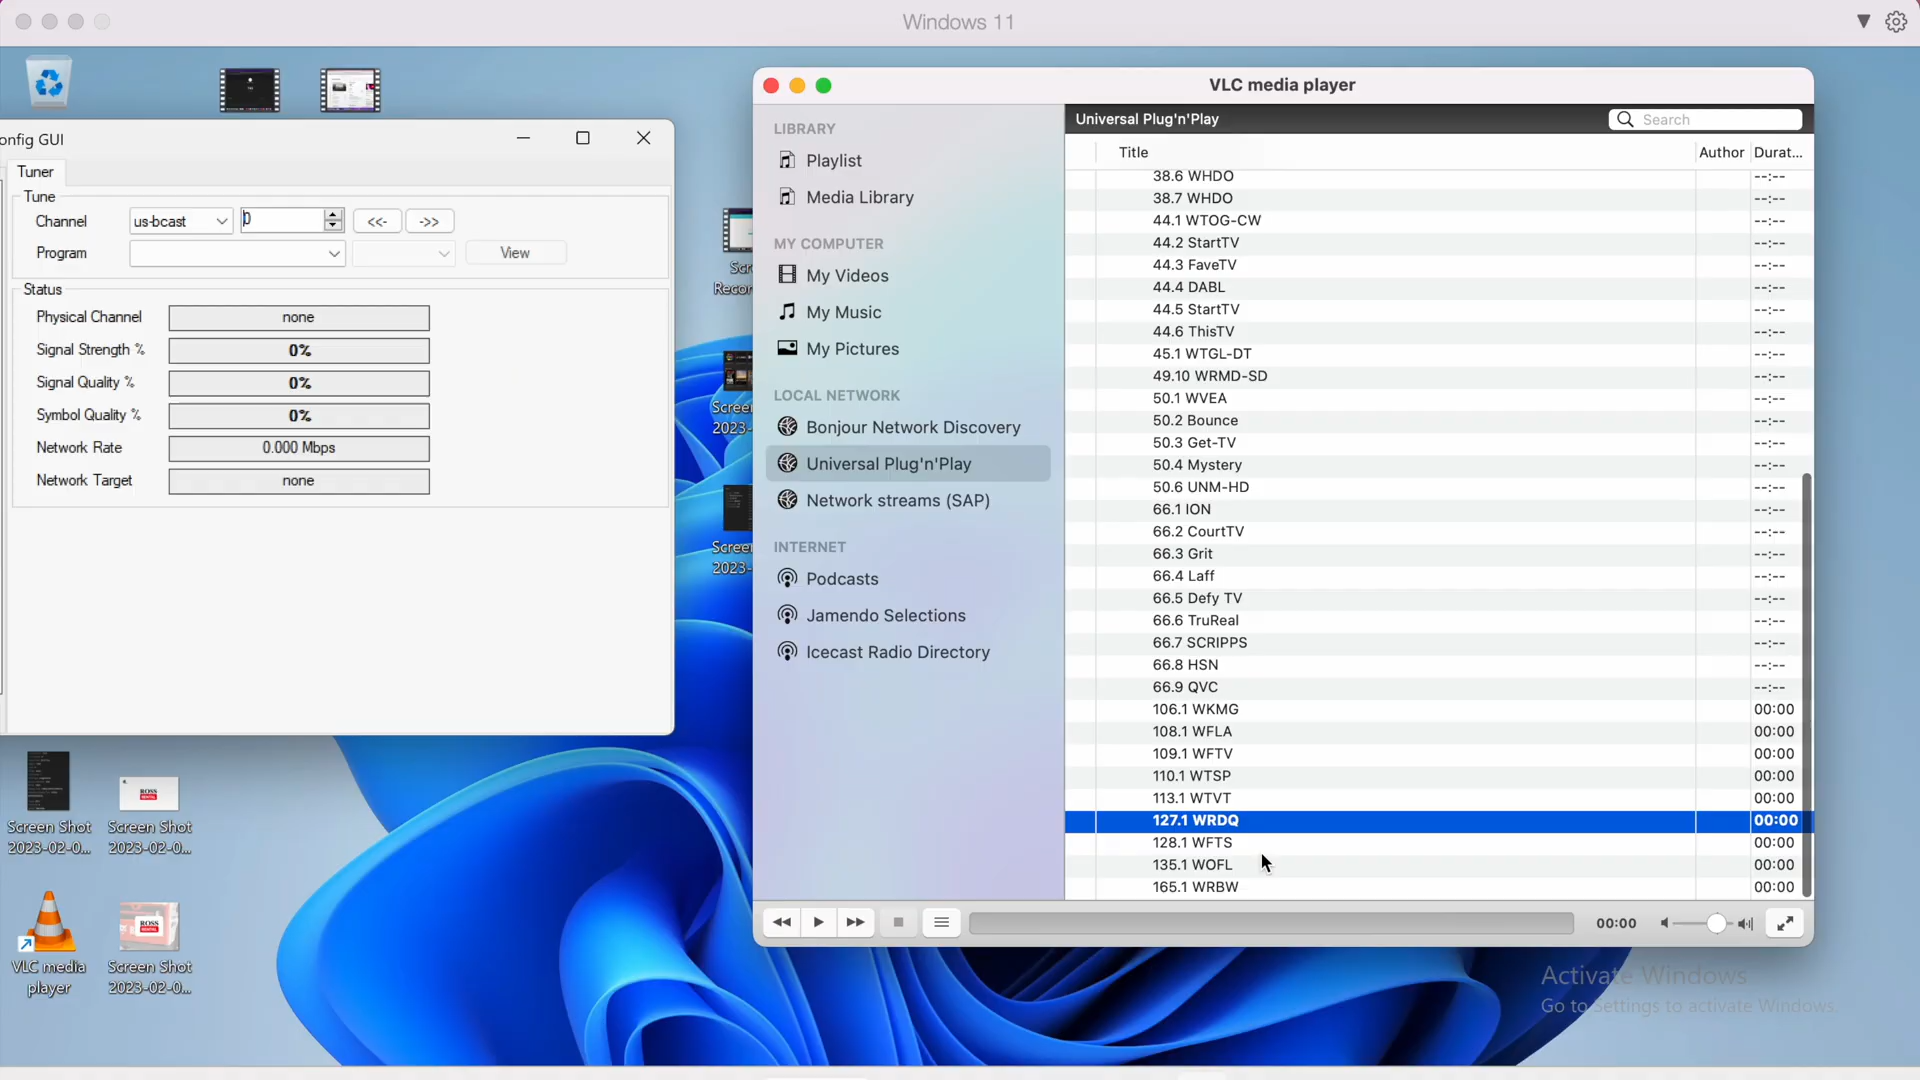 Windows 11
onfig GUI
Tuner
Tune
Channel
us-bcast
0
<<-
->>
Program
View
Status
Physical Channel
none
Signal Strength %
0%
Signal Quality %
0%
Symbol Quality %
0%
Network Rate
0.000 Mbps
Network Target
none
Scr
Recor
Scree
2023-
Scree
2023-
Screen Shot
2023-02-0...
Screen Shot
2023-02-0...
ROSS
RENTAL
ROSS
RENTAL
VLC media
player
Screen Shot
2023-02-0...
VLC media player
LIBRARY
Playlist
Media Library
MY COMPUTER
My Videos
My Music
My Pictures
LOCAL NETWORK
Bonjour Network Discovery
Universal Plug'n'Play
Network streams (SAP)
INTERNET
Podcasts
Jamendo Selections
Icecast Radio Directory
Universal Plug'n'Play
Search
Title Author Durat...
38.6 WHDO --:--
38.7 WHDO --:--
44.1 WTOG-CW --:--
44.2 StartTV --:--
44.3 FaveTV --:--
44.4 DABL --:--
44.5 StartTV --:--
44.6 ThisTV --:--
45.1 WTGL-DT --:--
49.10 WRMD-SD --:--
50.1 WVEA --:--
50.2 Bounce --:--
50.3 Get-TV --:--
50.4 Mystery --:--
50.6 UNM-HD --:--
66.1 ION --:--
66.2 CourtTV --:--
66.3 Grit --:--
66.4 Laff --:--
66.5 Defy TV --:--
66.6 TruReal --:--
66.7 SCRIPPS --:--
66.8 HSN --:--
66.9 QVC --:--
106.1 WKMG 00:00
108.1 WFLA 00:00
109.1 WFTV 00:00
110.1 WTSP 00:00
113.1 WTVT 00:00
127.1 WRDQ 00:00
128.1 WFTS 00:00
135.1 WOFL 00:00
165.1 WRBW 00:00
00:00
Activate Windows
Go to Settings to activate Windows.